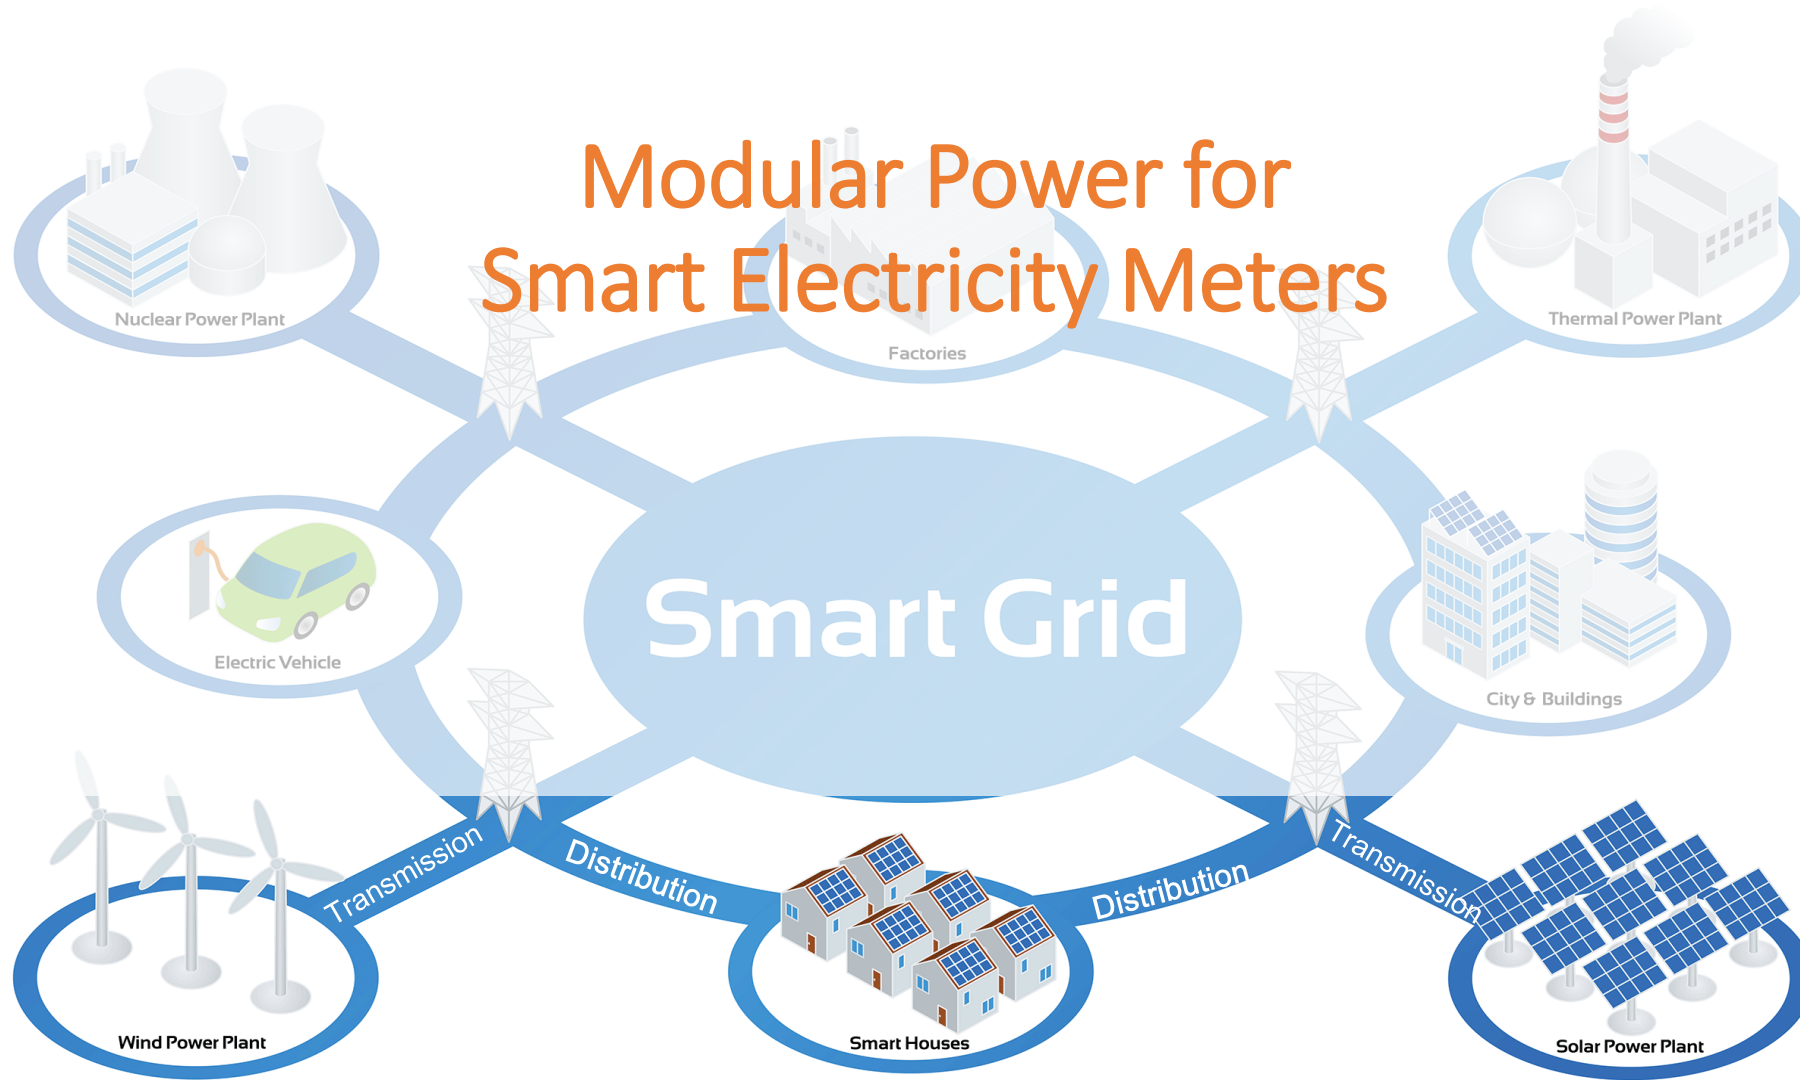 Modular Power for
Smart Electricity Meters
Nuclear Power Plant
Factories
Thermal Power Plant
Smart Grid
Electric Vehicle
City & Buildings
Transmission
Distribution
Distribution
Transmission
Wind Power Plant
Smart Houses
Solar Power Plant